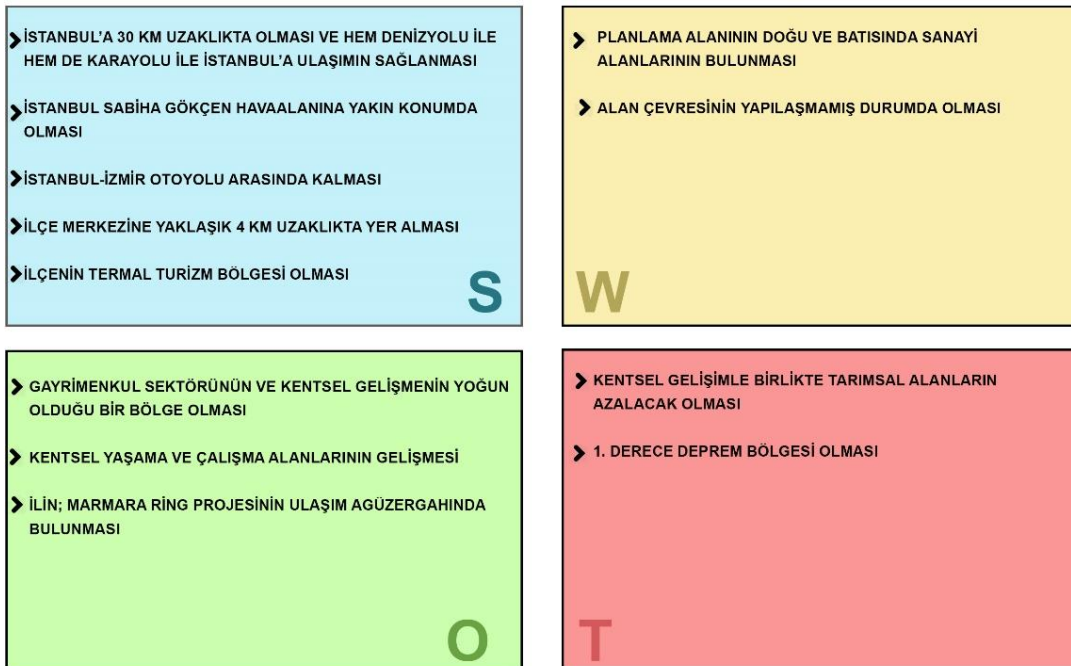 İSTANBUL'A 30 KM UZAKLIKTA OLMASI VE HEM DENİZYOLU İLE
HEM DE KARAYOLU İLE İSTANBUL'A ULAŞIMIN SAĞLANMASI
İSTANBUL SABİHA GÖKÇEN HAVAALANINA YAKIN KONUMDA
OLMASI
İSTANBUL-İZMİR OTOYOLU ARASINDA KALMASI
İLÇE MERKEZİNE YAKLAŞIK 4 KM UZAKLIKTA YER ALMASI
İLÇENİN TERMAL TURİZM BÖLGESİ OLMASI
S
PLANLAMA ALANININ DOĞU VE BATISINDA SANAYİ
ALANLARININ BULUNMASI
ALAN ÇEVRESİNİN YAPILAŞMAMIŞ DURUMDA OLMASI
W
GAYRİMENKUL SEKTÖRÜNÜN VE KENTSEL GELİŞMENİN YOĞUN
OLDUĞU BİR BÖLGE OLMASI
KENTSEL YAŞAMA VE ÇALIŞMA ALANLARININ GELİŞMESİ
İLİN; MARMARA RİNG PROJESİNİN ULAŞIM AGÜZERGAHINDA
BULUNMASI
O
KENTSEL GELİŞİMLE BİRLİKTE TARIMSAL ALANLARIN
AZALACAK OLMASI
1. DERECE DEPREM BÖLGESİ OLMASI
T